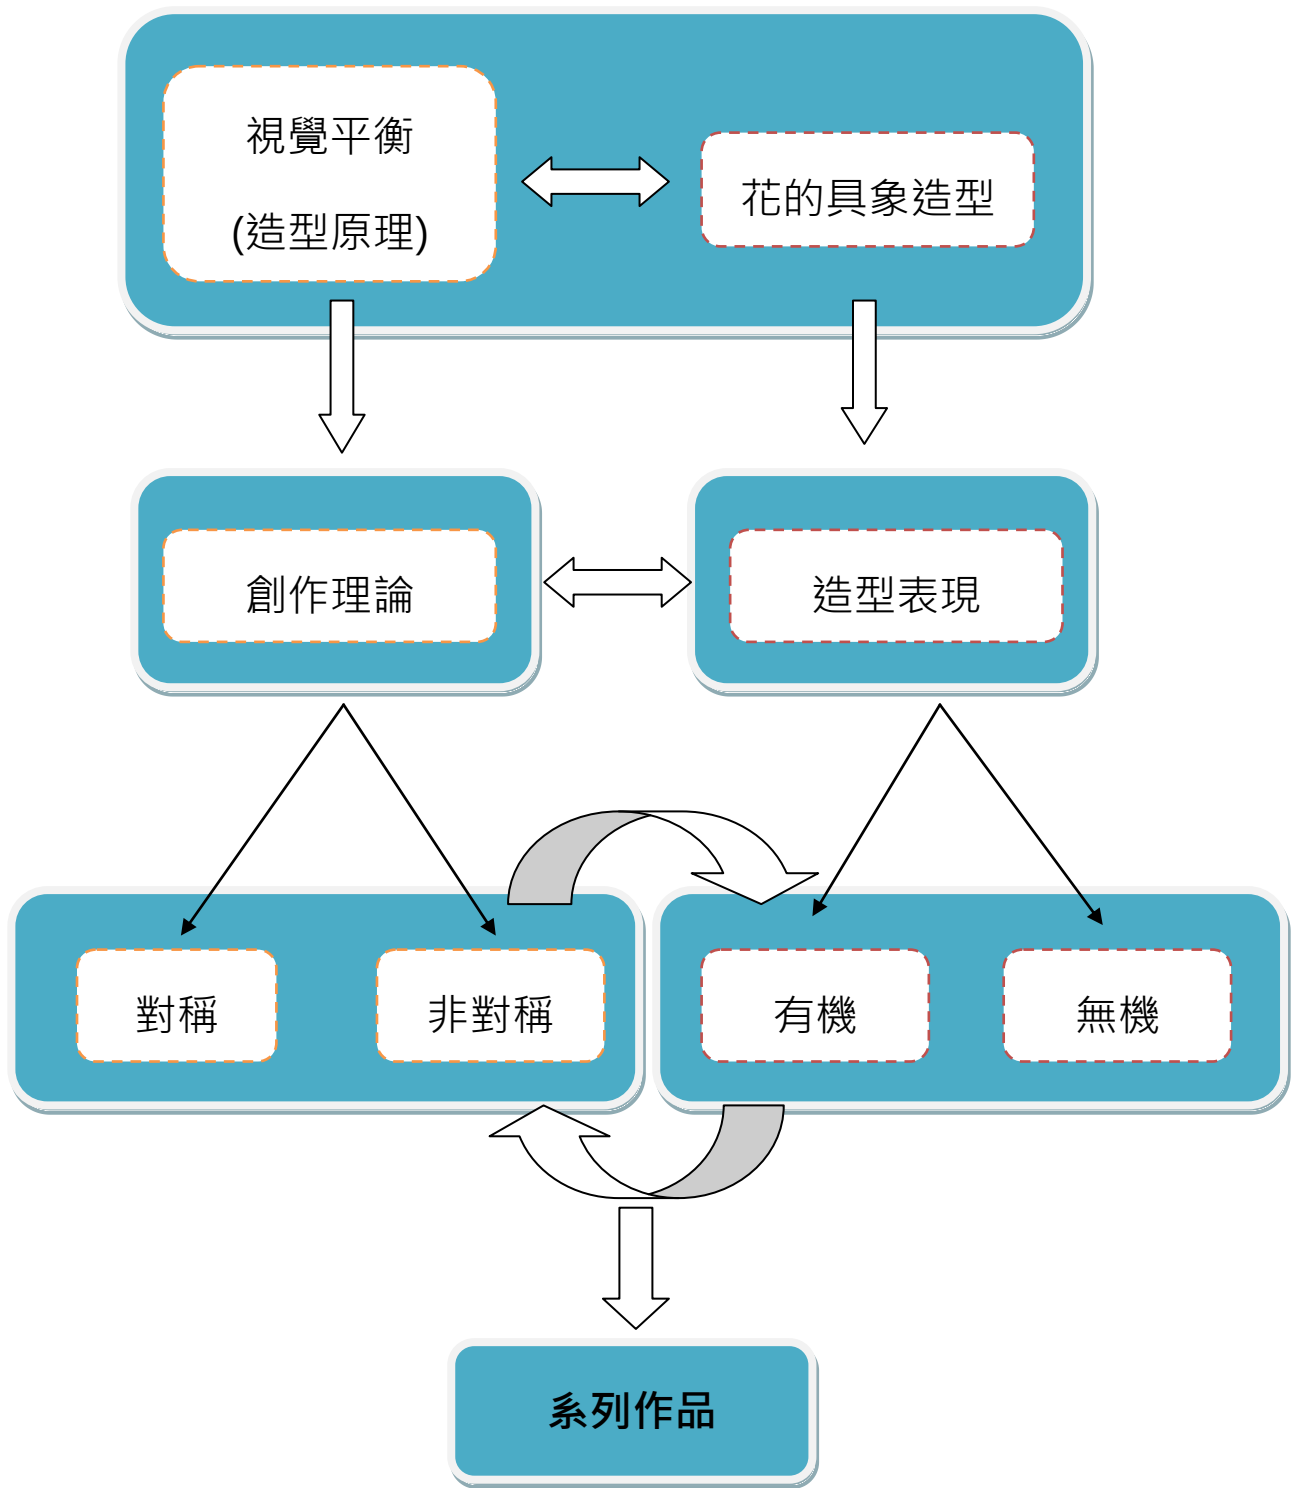 視覺平衡
(造型原理)
花的具象造型
創作理論
造型表現
對稱
非對稱
有機
無機
系列作品